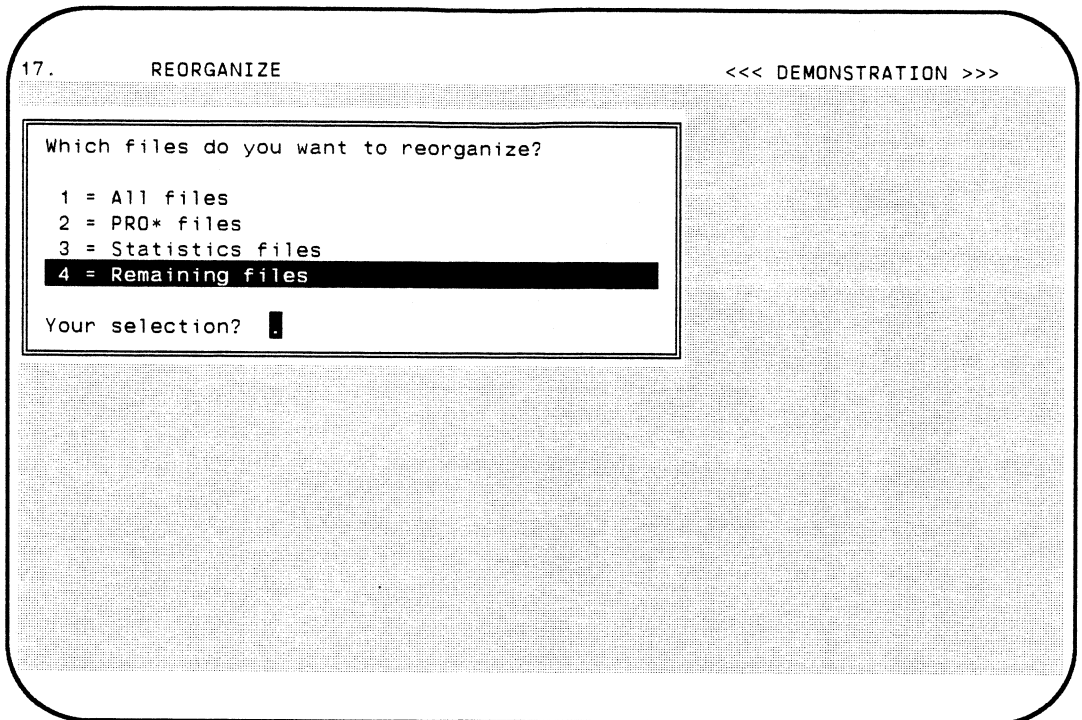 17. REORGANIZE <<< DEMONSTRATION >>>
Which files do you want to reorganize?
1 = All files
2 = PRO* files
3 = Statistics files
4 = Remaining files
Your selection? .